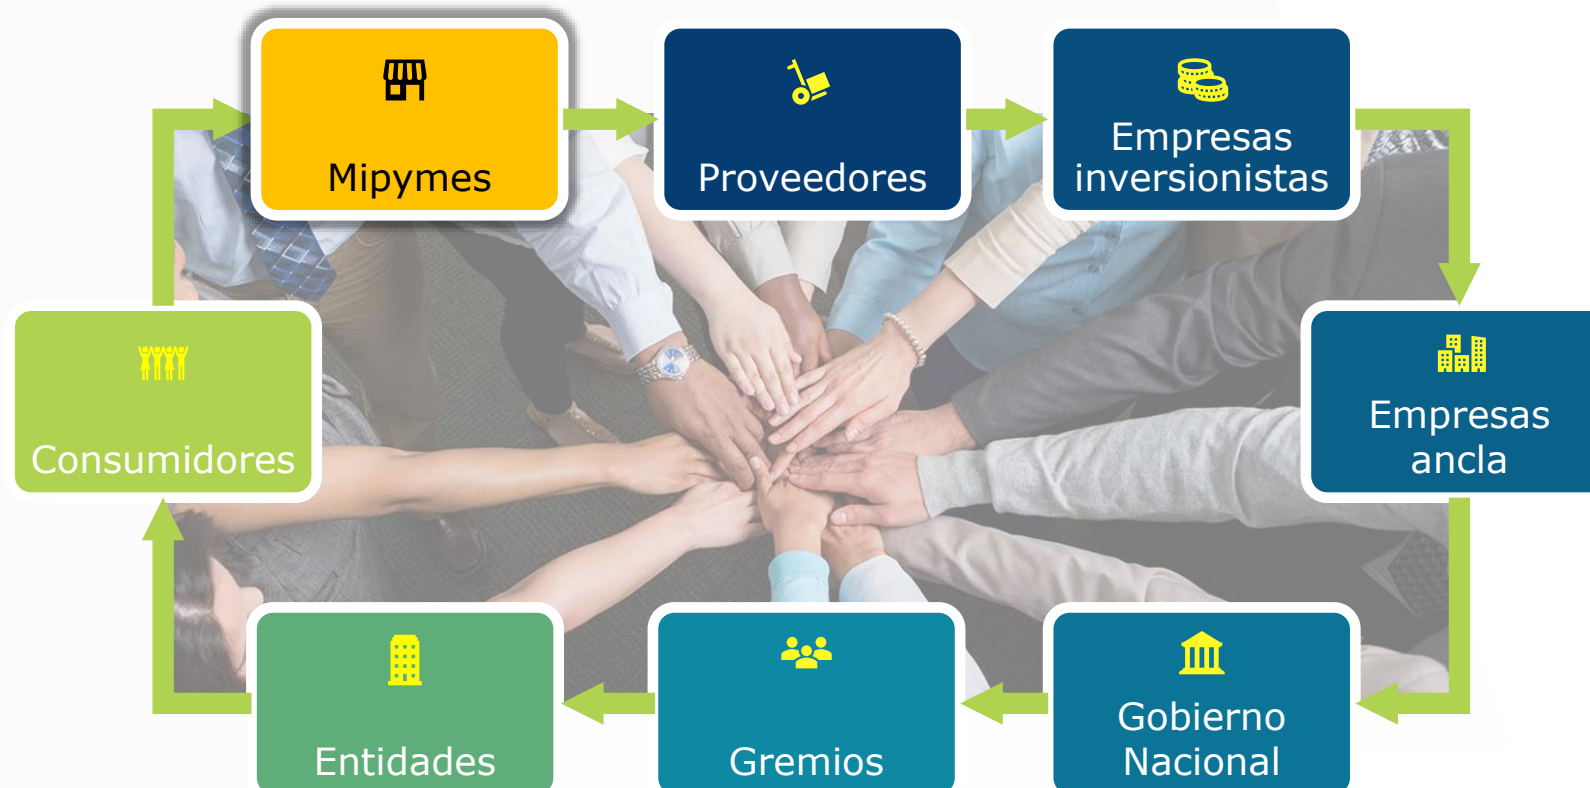 Mipymes
Proveedores
Empresas
inversionistas
Empresas
ancla
Gobierno
Nacional
Gremios
Entidades
Consumidores